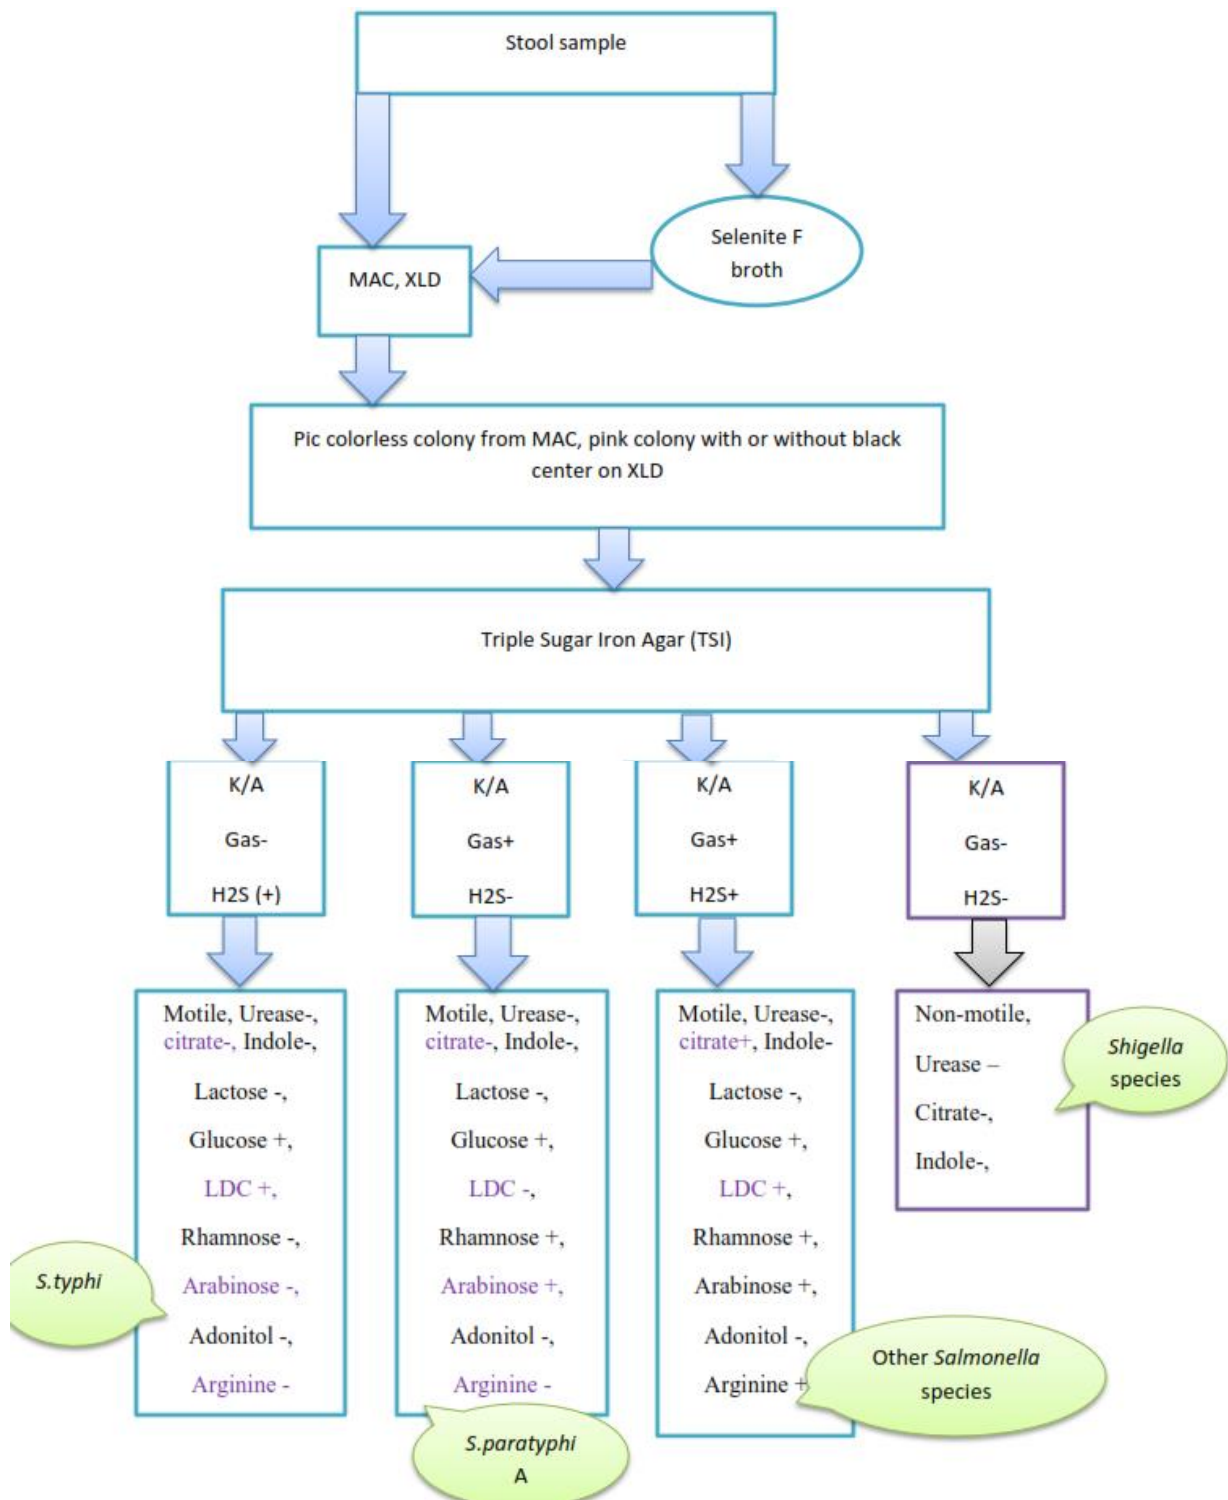 Stool sample
Selenite F
broth
MAC, XLD
Pic colorless colony from MAC, pink colony with or without black
center on XLD
Triple Sugar Iron Agar (TSI)
K/A
Gas-
H2S (+)
K/A
Gas+
H2S-
K/A
Gas+
H2S+
K/A
Gas-
H2S-
Motile, Urease-,
citrate-, Indole-,
Lactose -,
Glucose +,
LDC +,
Rhamnose -,
Arabinose -,
Adonitol -,
Arginine -
S.typhi
Motile, Urease-,
citrate-, Indole-,
Lactose -,
Glucose +,
LDC -,
Rhamnose +,
Arabinose +,
Adonitol -,
Arginine -
S.paratyphi
A
Motile, Urease-,
citrate+, Indole-
Lactose -,
Glucose +,
LDC +,
Rhamnose +,
Arabinose +,
Adonitol -,
Arginine +
Other Salmonella
species
Non-motile,
Urease –
Citrate-,
Indole-,
Shigella
species